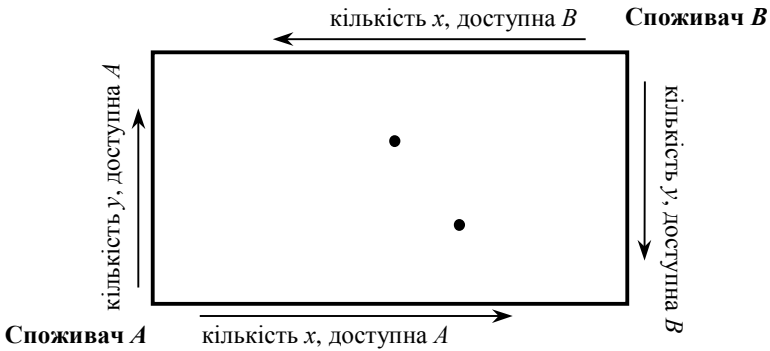 кількість x, доступна B
Споживач B
кількість y, доступна A
кількість y, доступна B
Споживач A
кількість x, доступна A